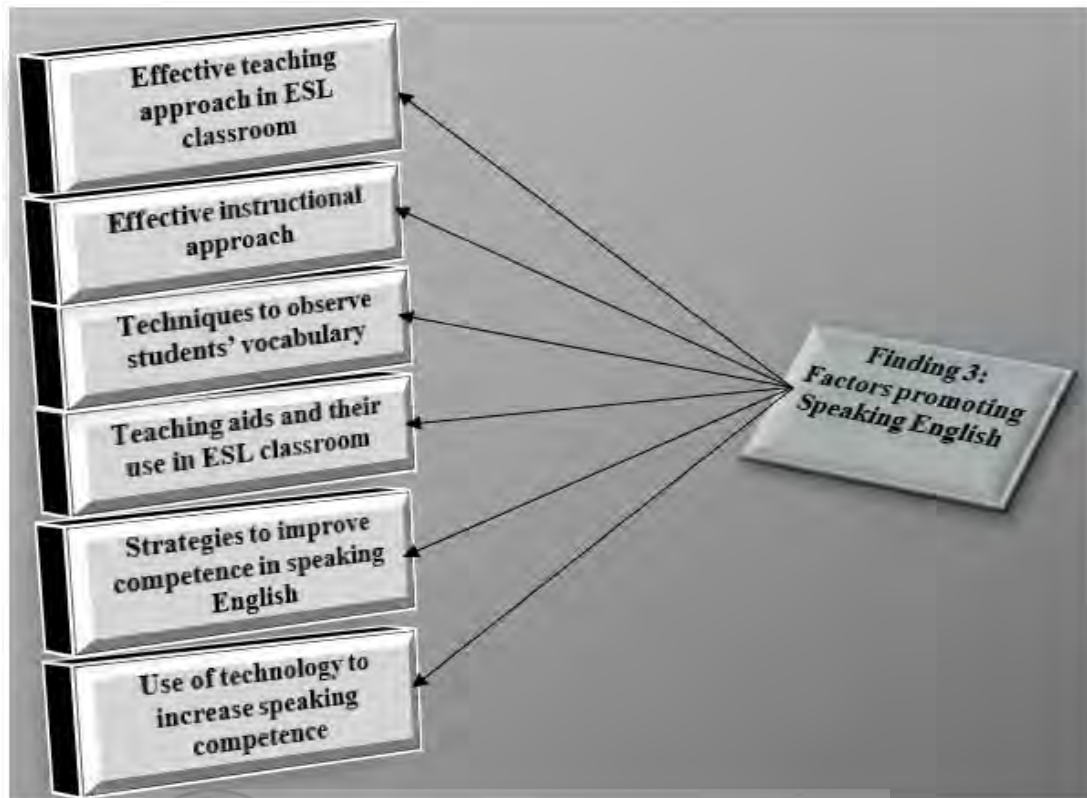 Effective teaching
approach in ESL
classroom
Effective instructional
approach
Techniques to observe
students’ vocabulary
Teaching aids and their
use in ESL classroom
Strategies to improve
competence in speaking
English
Use of technology to
increase speaking
competence
Finding 3:
Factors promoting
Speaking English